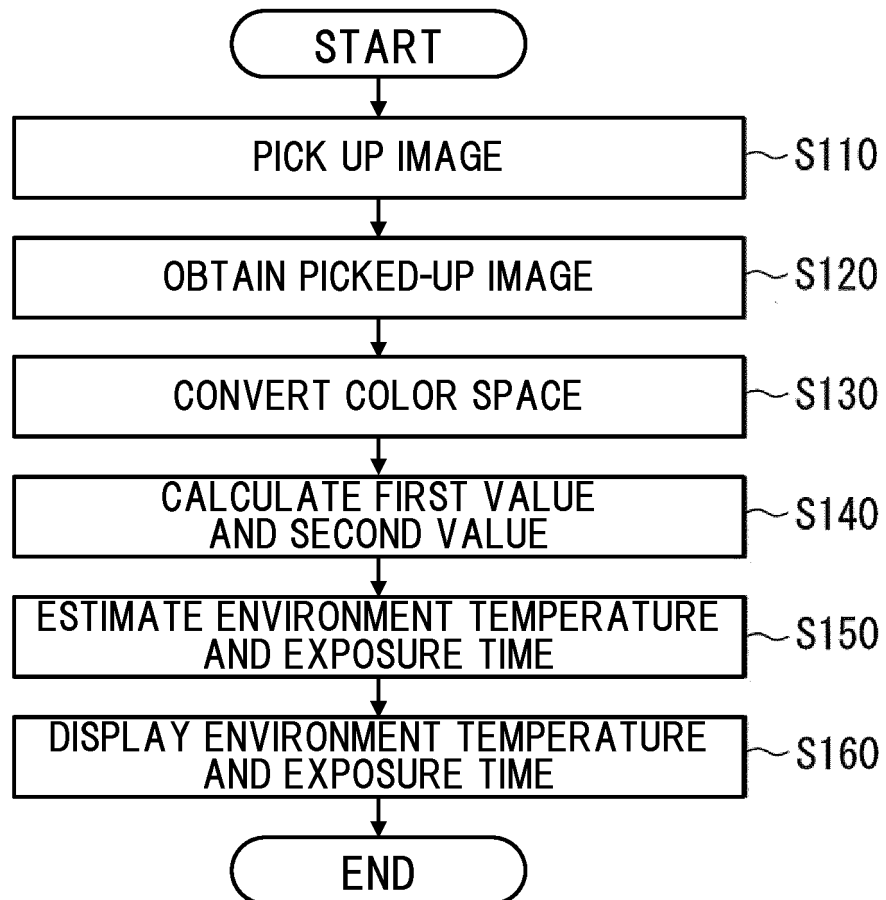 START
PICK UP IMAGE
S110
OBTAIN PICKED-UP IMAGE
S120
CONVERT COLOR SPACE
S130
CALCULATE FIRST VALUE
AND SECOND VALUE
S140
ESTIMATE ENVIRONMENT TEMPERATURE
AND EXPOSURE TIME
S150
DISPLAY ENVIRONMENT TEMPERATURE
AND EXPOSURE TIME
S160
END